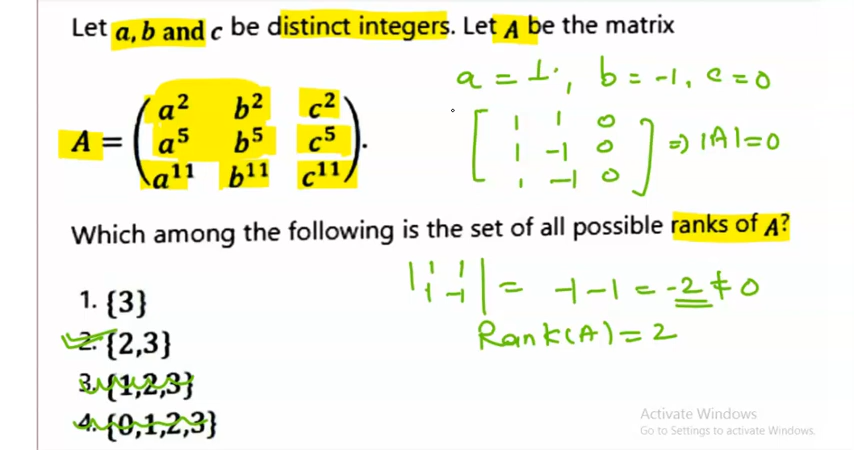 Let a, b and c be distinct integers. Let A be the matrix
a = 1, b = -1, c = 0
A = ( a² b² c²
a⁵ b⁵ c⁵
a¹¹ b¹¹ c¹¹ ).
[ 1 1 0
1 -1 0
1 -1 0 ] ⇒ |A| = 0
Which among the following is the set of all possible ranks of A?
| 1 1
1 -1 | = -1 - 1 = -2 ≠ 0
Rank(A) = 2
1. {3}
2. {2,3}
3. {1,2,3}
4. {0,1,2,3}
Activate Windows
Go to Settings to activate Windows.